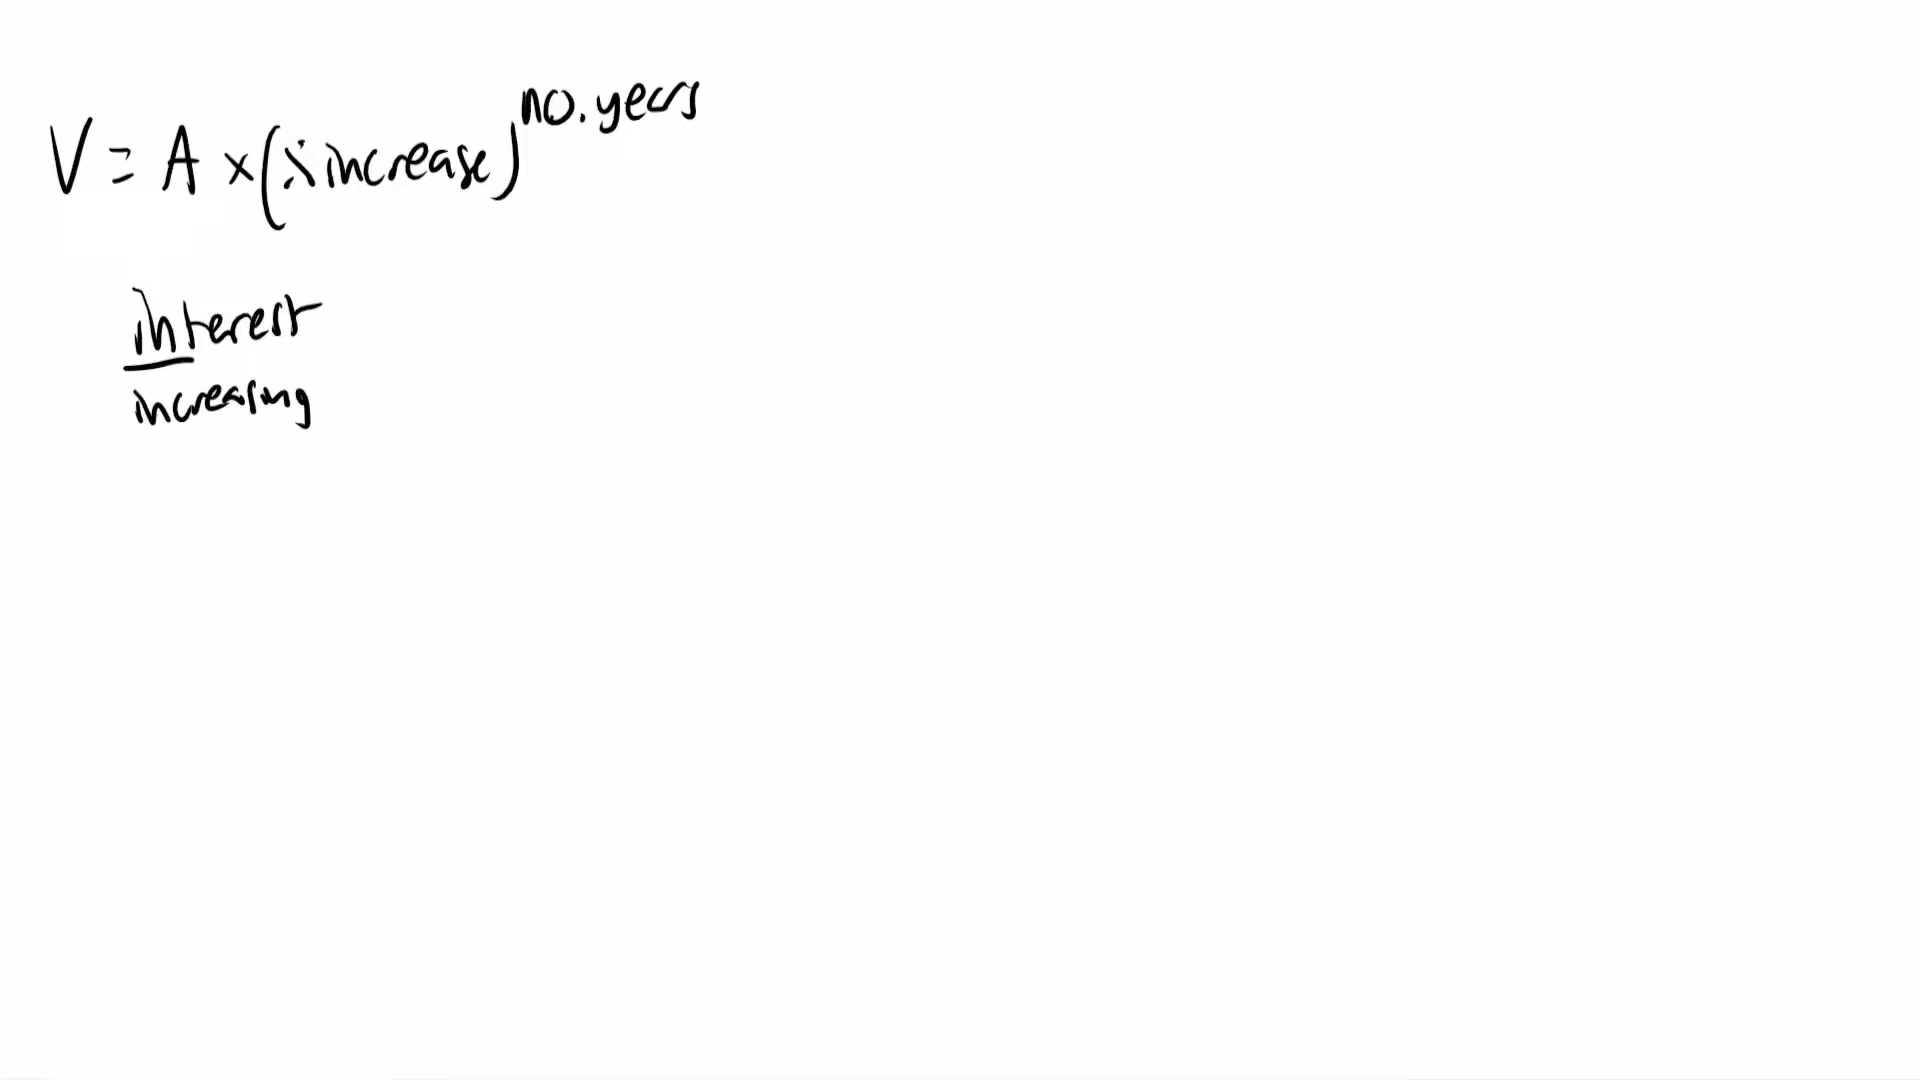 V = A × (% increase)^no. years
interest
increasing